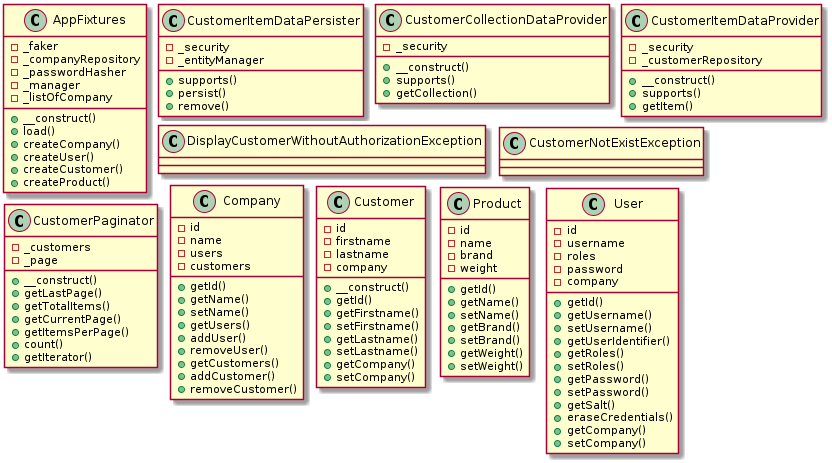 C AppFixtures
_faker
_companyRepository
_passwordHasher
_manager
_listOfCompany
__construct()
load()
createCompany()
createUser()
createCustomer()
createProduct()
C CustomerItemDataPersister
_security
_entityManager
supports()
persist()
remove()
C CustomerCollectionDataProvider
_security
__construct()
supports()
getCollection()
C CustomerItemDataProvider
_security
_customerRepository
__construct()
supports()
getItem()
C DisplayCustomerWithoutAuthorizationException
C CustomerNotExistException
C CustomerPaginator
_customers
_page
__construct()
getLastPage()
getTotalItems()
getCurrentPage()
getItemsPerPage()
count()
getIterator()
C Company
id
name
users
customers
getId()
getName()
setName()
getUsers()
addUser()
removeUser()
getCustomers()
addCustomer()
removeCustomer()
C Customer
id
firstname
lastname
company
__construct()
getId()
getFirstname()
setFirstname()
getLastname()
setLastname()
getCompany()
setCompany()
C Product
id
name
brand
weight
getId()
getName()
setName()
getBrand()
setBrand()
getWeight()
setWeight()
C User
id
username
roles
password
company
getId()
getUsername()
setUsername()
getUserIdentifier()
getRoles()
setRoles()
getPassword()
setPassword()
getSalt()
eraseCredentials()
getCompany()
setCompany()